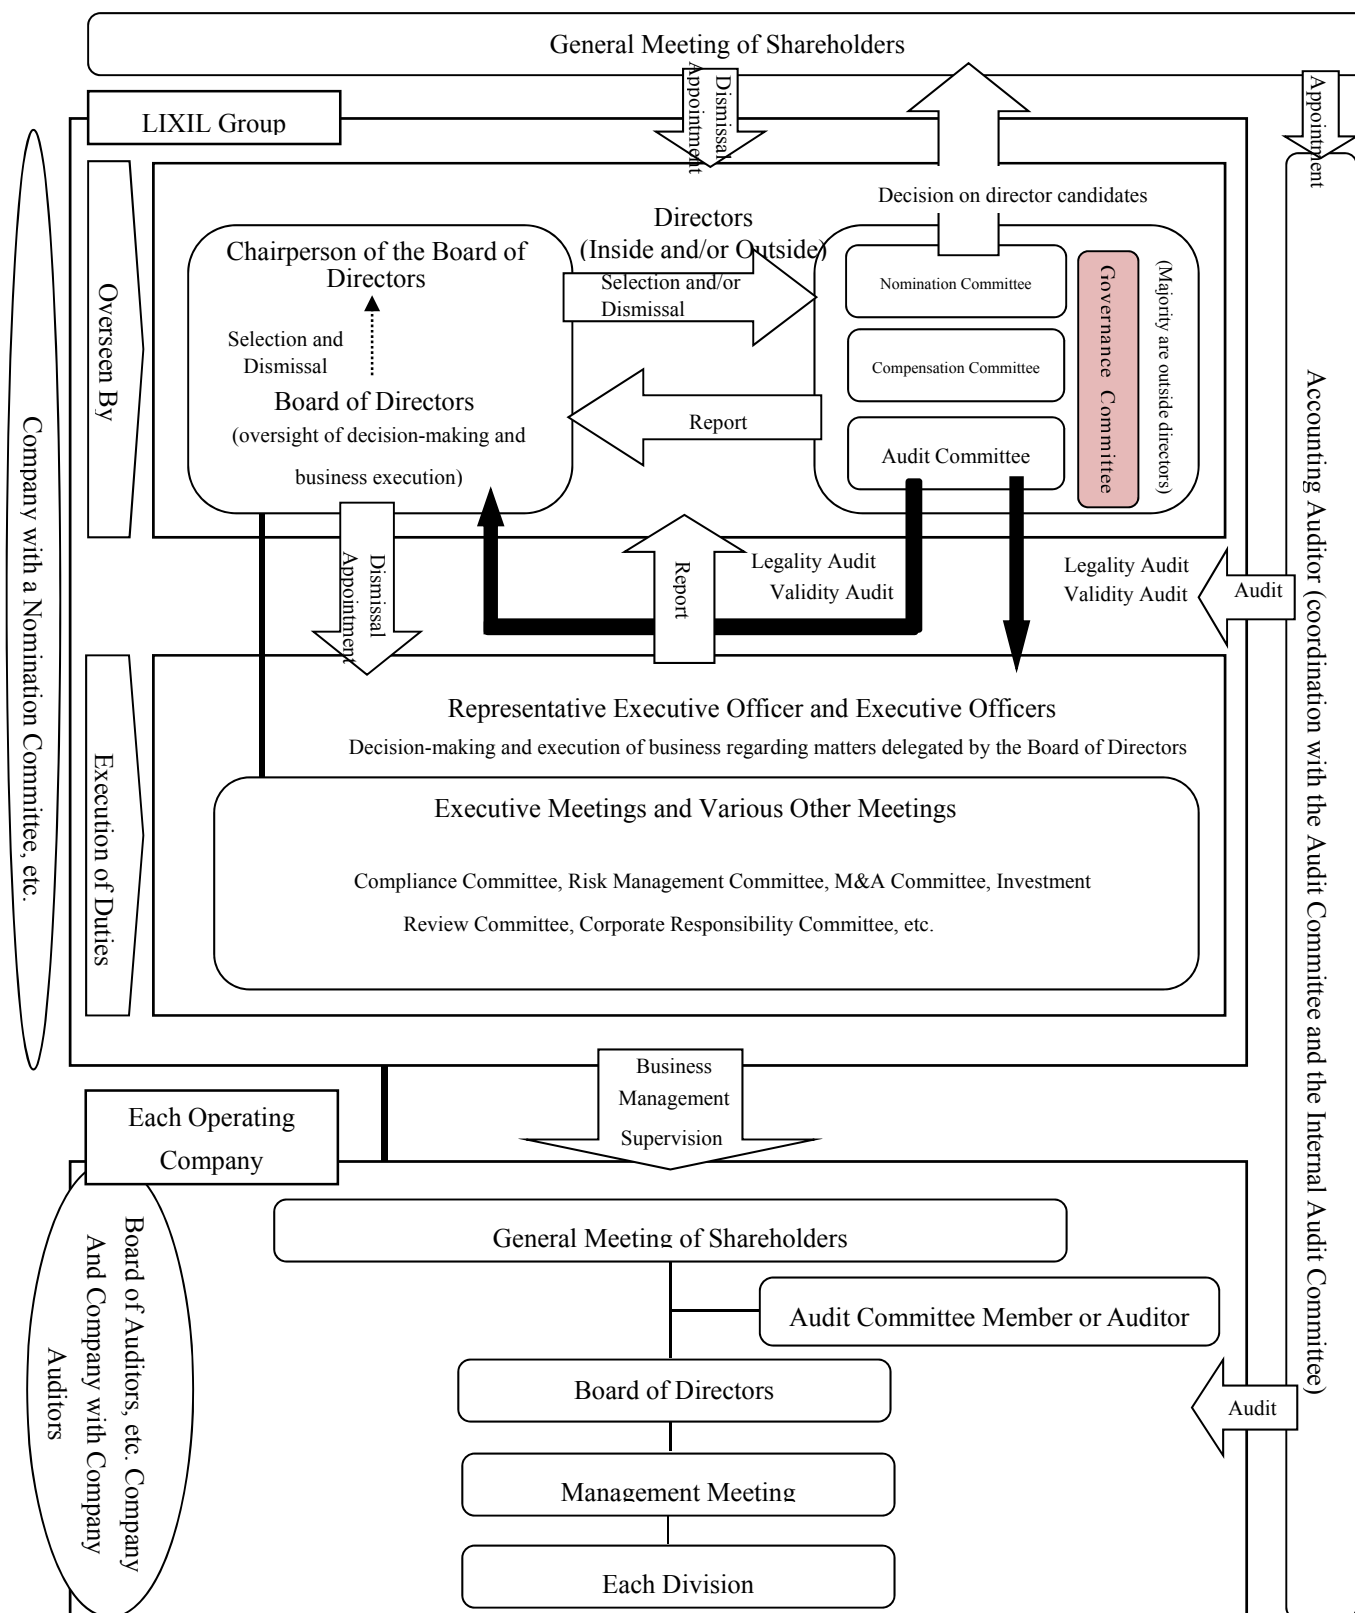 General Meeting of Shareholders
Dismissal
Appointment
Appointment
LIXIL Group
Decision on director candidates
Directors
(Inside and/or Outside)
Chairperson of the Board of
Directors
Selection and
Dismissal
Board of Directors
(oversight of decision-making and
business execution)
Selection and/or
Dismissal
Report
Nomination Committee
Compensation Committee
Audit Committee
Governance Committee
(Majority are outside directors)
Overseen By
Company with a Nomination Committee, etc.
Dismissal
Appointment
Report
Legality Audit
Validity Audit
Legality Audit
Validity Audit
Audit
Accounting Auditor (coordination with the Audit Committee and the Internal Audit Committee)
Execution of Duties
Representative Executive Officer and Executive Officers
Decision-making and execution of business regarding matters delegated by the Board of Directors
Executive Meetings and Various Other Meetings
Compliance Committee, Risk Management Committee, M&A Committee, Investment
Review Committee, Corporate Responsibility Committee, etc.
Business
Management
Supervision
Each Operating
Company
Board of Auditors, etc. Company
And Company with Company
Auditors
General Meeting of Shareholders
Audit Committee Member or Auditor
Board of Directors
Audit
Management Meeting
Each Division